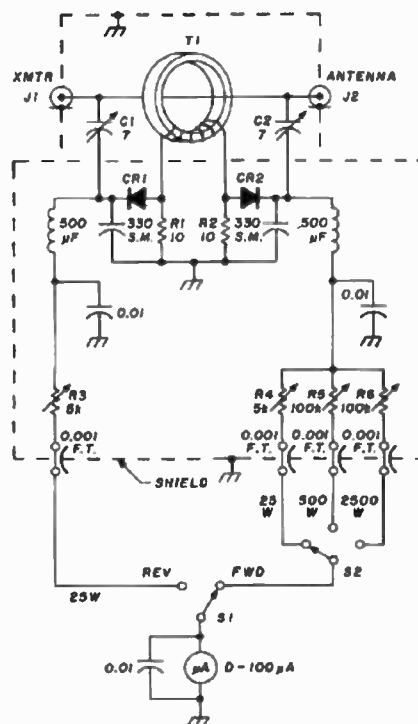 T1
XMTR
J1
ANTENNA
J2
C1
7
C2
7
CR1
CR2
500
µF
330
S.M.
R1
10
R2
10
330
S.M.
500
µF
0.01
0.01
R3
5k
R4
5k
R5
100k
R6
100k
0.001
F.T.
0.001
F.T.
0.001
F.T.
0.001
F.T.
SHIELD
25
W
500
W
2500
W
REV
FWD
S2
25W
S1
0.01
µA
D-100µA